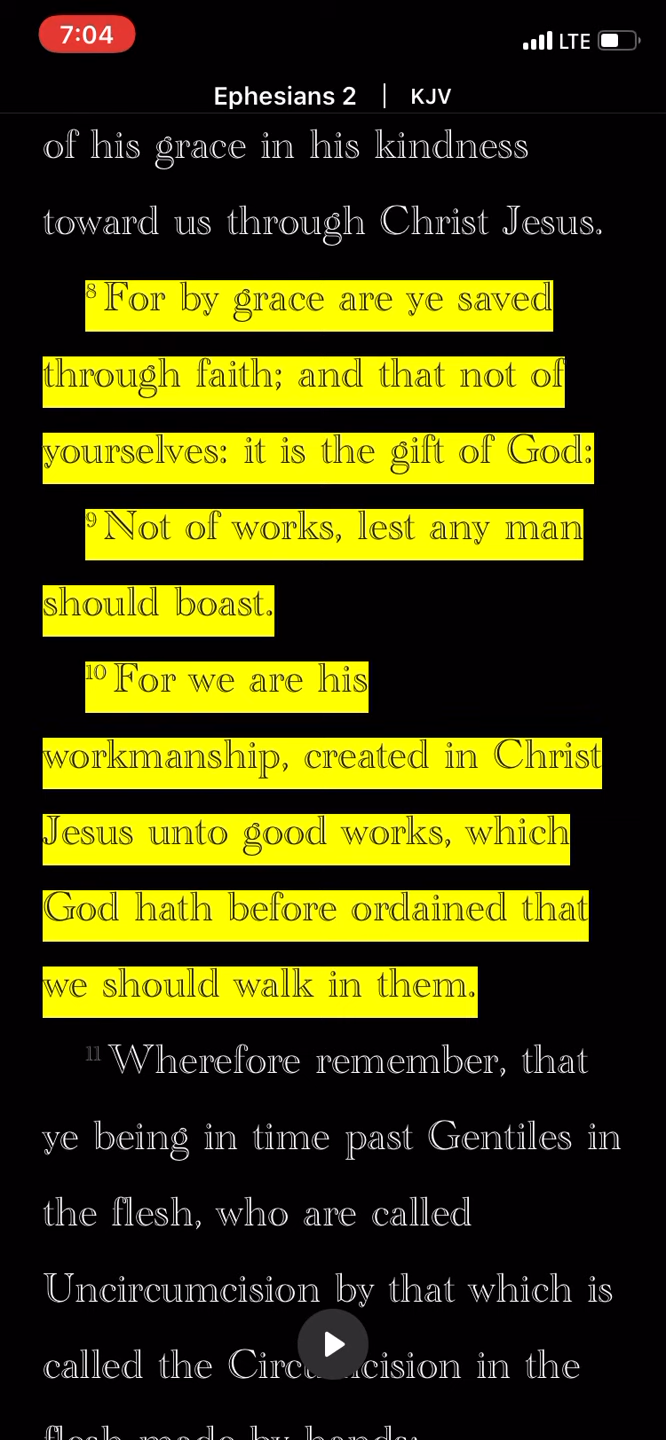 7:04 LTE
Ephesians 2 | KJV
of his grace in his kindness
toward us through Christ Jesus.
8 For by grace are ye saved
through faith; and that not of
yourselves: it is the gift of God:
9 Not of works, lest any man
should boast.
10 For we are his
workmanship, created in Christ
Jesus unto good works, which
God hath before ordained that
we should walk in them.
11 Wherefore remember, that
ye being in time past Gentiles in
the flesh, who are called
Uncircumcision by that which is
called the Circumcision in the
flesh made by hands;